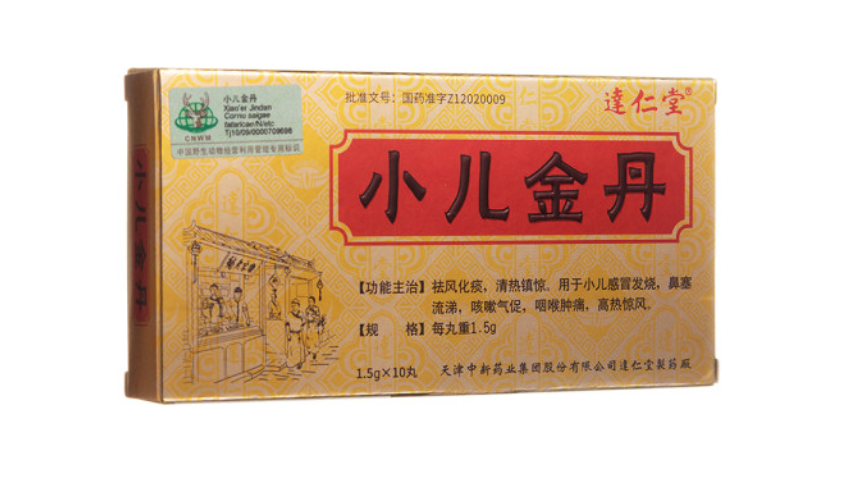 小儿金丹
小儿金丹
Xiao'er Jindan
Cornu saigae
tataricae/N/etc
Tj10/09/0000709698
CNWM
中国野生动物经营利用管理专用标识
批准文号：国药准字Z12020009
達仁堂®
小儿金丹
【功能主治】祛风化痰，清热镇惊。用于小儿感冒发烧，鼻塞
流涕，咳嗽气促，咽喉肿痛，高热惊风。
【规　格】每丸重1.5g
1.5g×10丸
天津中新药业集团股份有限公司達仁堂製药厂